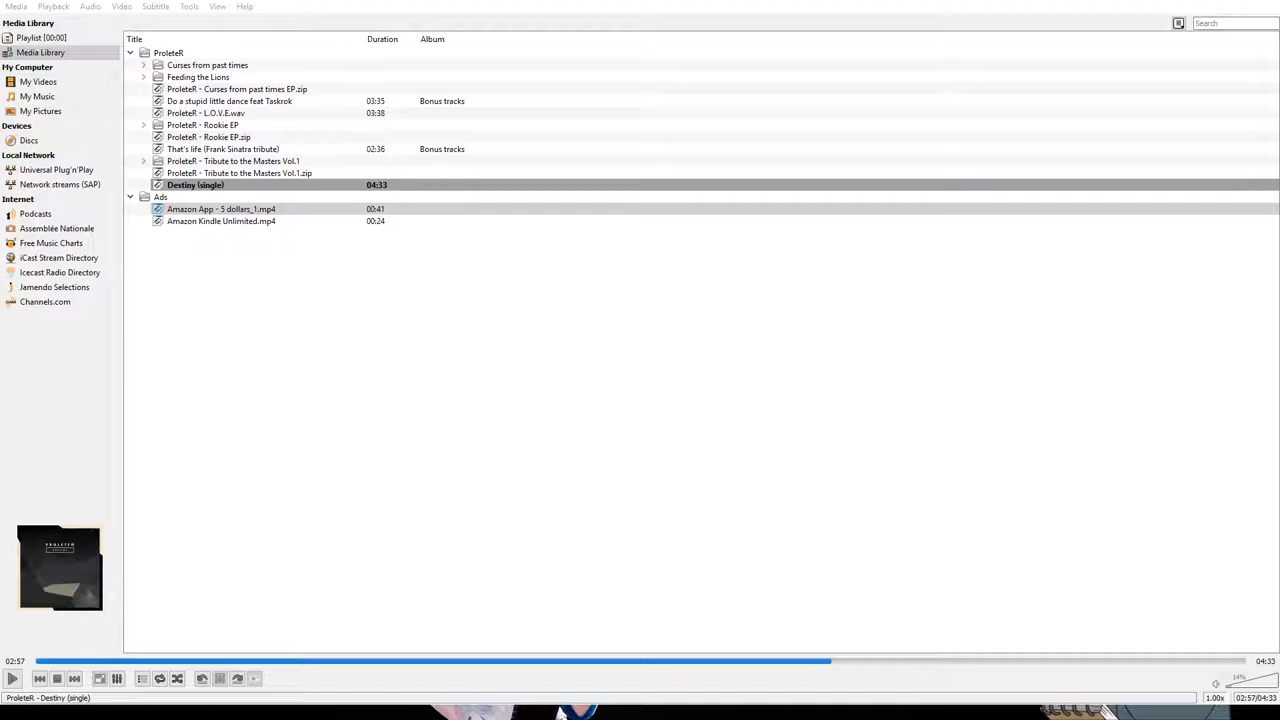 Media Playback Audio Video Subtitle Tools View Help
Media Library
Search
Playlist [00:00]
Media Library
My Computer
My Videos
My Music
My Pictures
Devices
Discs
Local Network
Universal Plug'n'Play
Network streams (SAP)
Internet
Podcasts
Assemblée Nationale
Free Music Charts
iCast Stream Directory
Icecast Radio Directory
Jamendo Selections
Channels.com
Title Duration Album
ProleteR
Curses from past times
Feeding the Lions
ProleteR - Curses from past times EP.zip
Do a stupid little dance feat Taskrok 03:35 Bonus tracks
ProleteR - L.O.V.E.wav 03:38
ProleteR - Rookie EP
ProleteR - Rookie EP.zip
That's life (Frank Sinatra tribute) 02:36 Bonus tracks
ProleteR - Tribute to the Masters Vol.1
ProleteR - Tribute to the Masters Vol.1.zip
Destiny (single) 04:33
Ads
Amazon App - 5 dollars_1.mp4 00:41
Amazon Kindle Unlimited.mp4 00:24
PROLETER
02:57 04:33
14%
ProleteR - Destiny (single) 1.00x 02:57/04:33